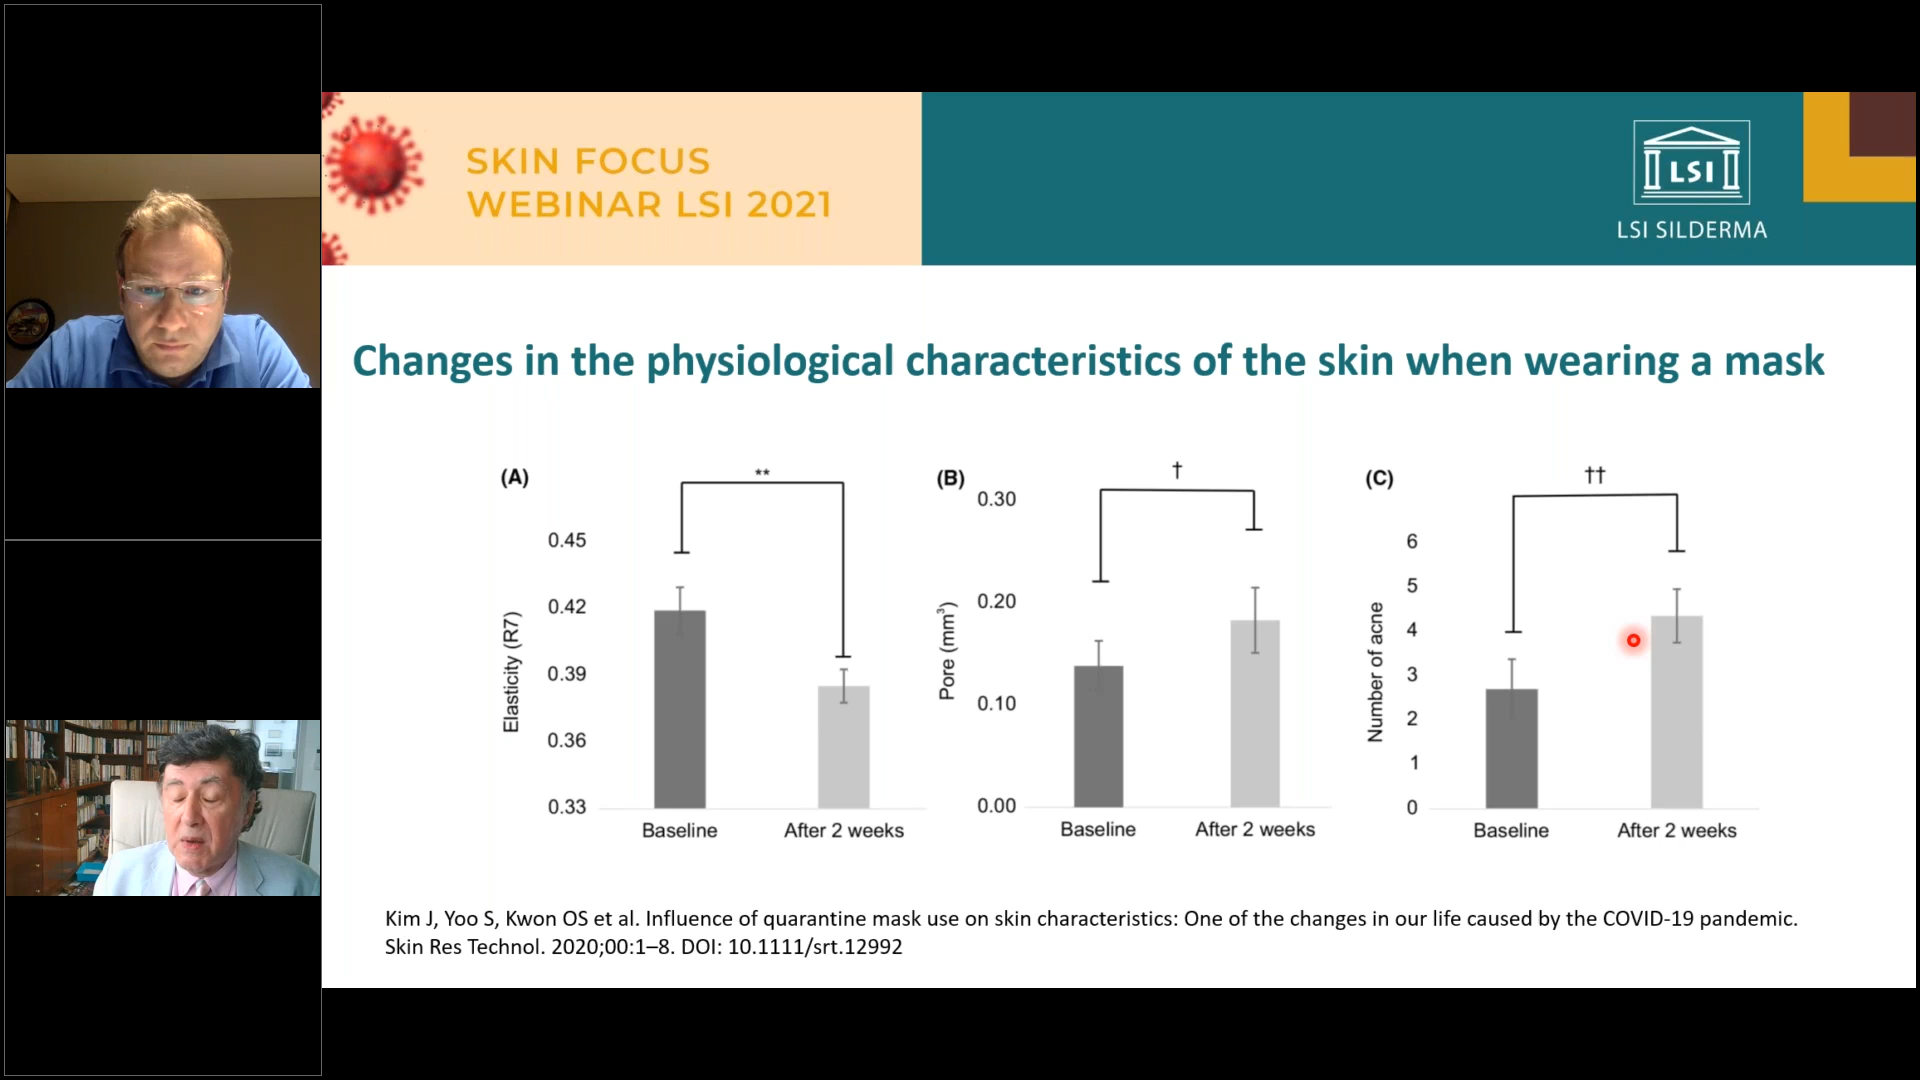 SKIN FOCUS
WEBINAR LSI 2021
LSI
LSI SILDERMA
Changes in the physiological characteristics of the skin when wearing a mask
(A)
**
0.45
0.42
0.39
0.36
0.33
Elasticity (R7)
Baseline
After 2 weeks
(B)
†
0.30
0.20
0.10
0.00
Pore (mm³)
Baseline
After 2 weeks
(C)
††
6
5
4
3
2
1
0
Number of acne
Baseline
After 2 weeks
Kim J, Yoo S, Kwon OS et al. Influence of quarantine mask use on skin characteristics: One of the changes in our life caused by the COVID-19 pandemic.
Skin Res Technol. 2020;00:1–8. DOI: 10.1111/srt.12992